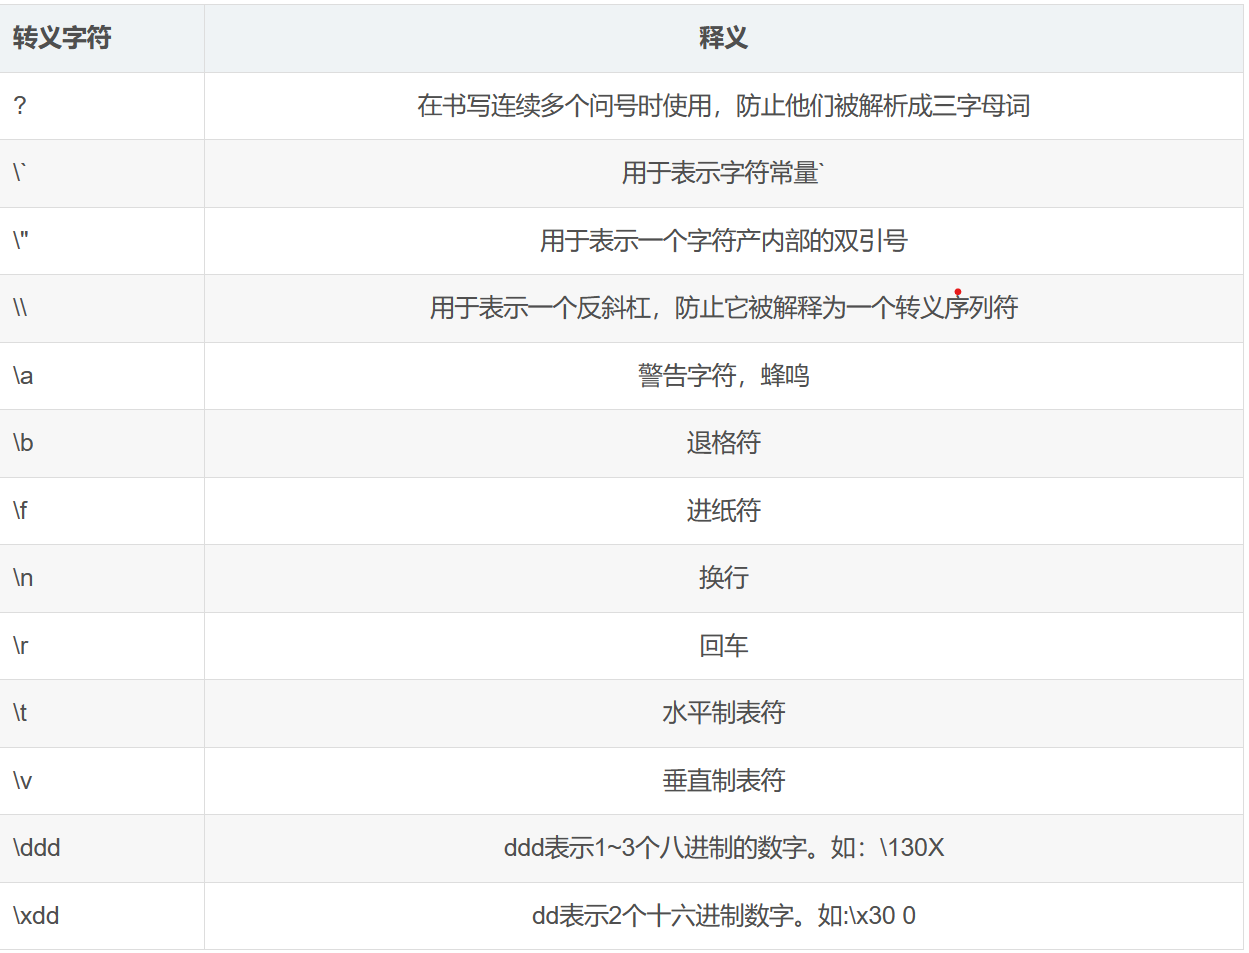 转义字符 释义
? 在书写连续多个问号时使用，防止他们被解析成三字母词
\` 用于表示字符常量`
\" 用于表示一个字符产内部的双引号
\\ 用于表示一个反斜杠，防止它被解释为一个转义序列符
\a 警告字符，蜂鸣
\b 退格符
\f 进纸符
\n 换行
\r 回车
\t 水平制表符
\v 垂直制表符
\ddd ddd表示1~3个八进制的数字。如：\130X
\xdd dd表示2个十六进制数字。如:\x30 0